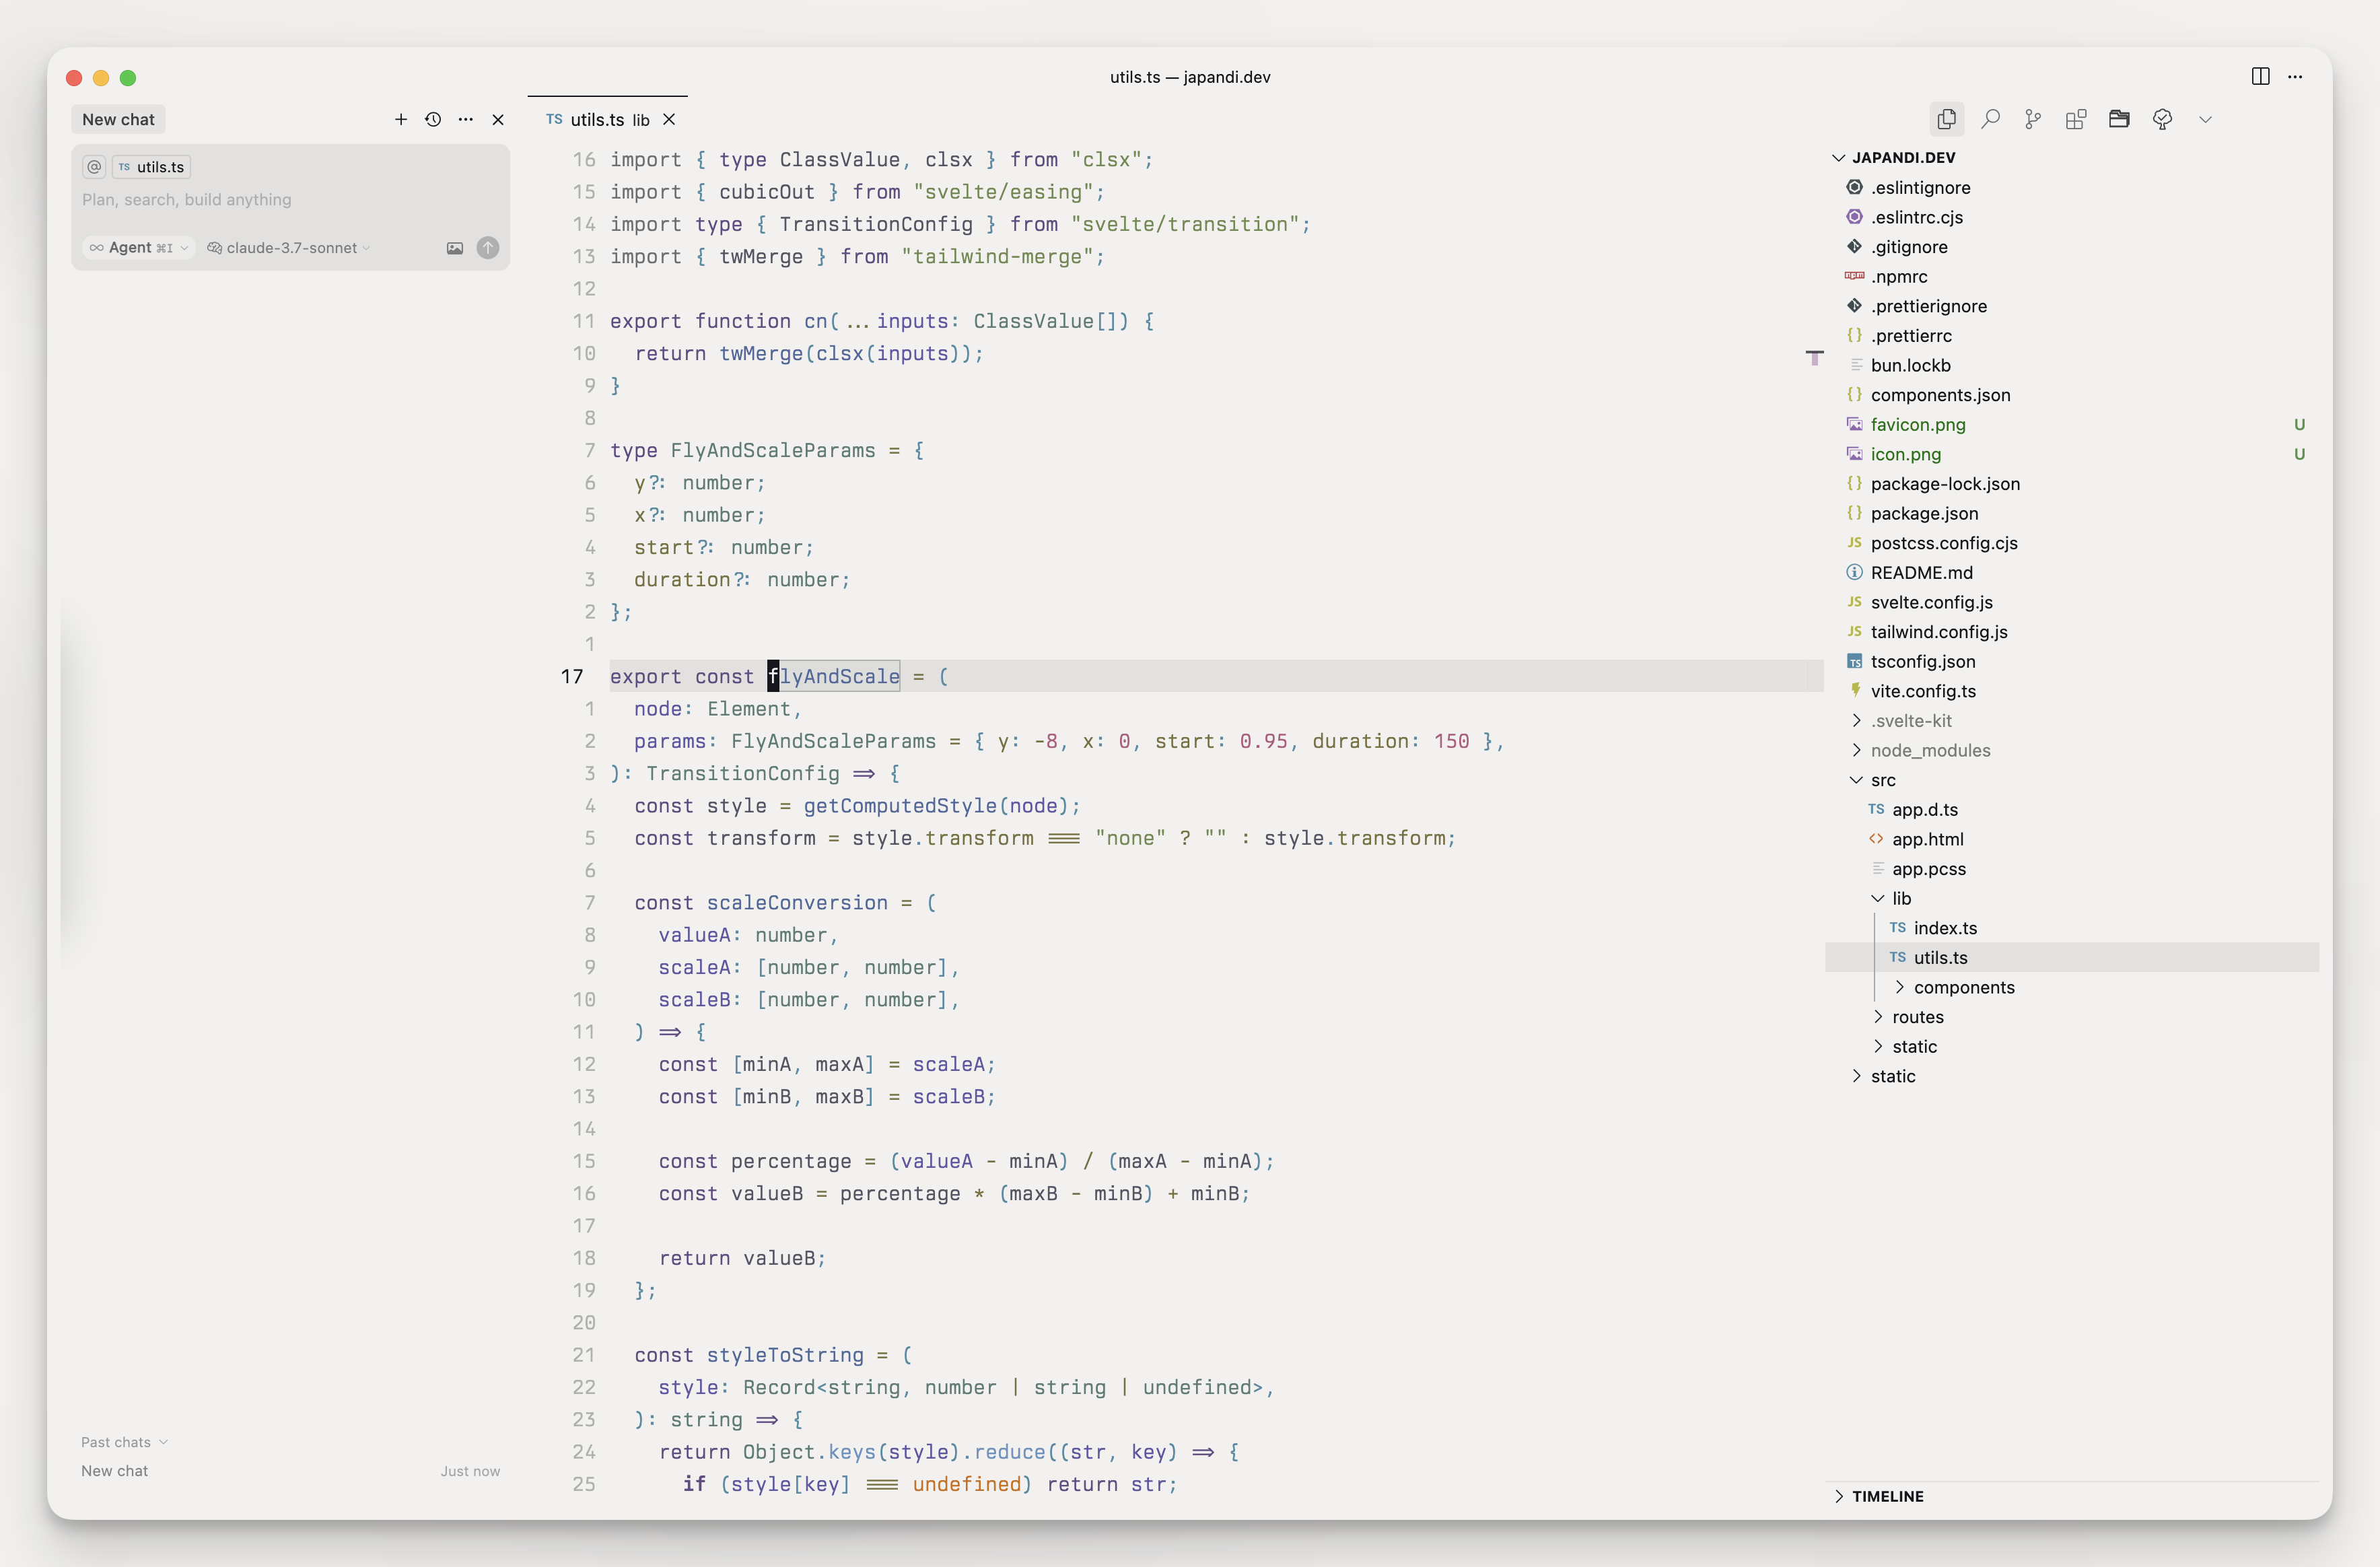 utils.ts — japandi.dev
New chat
@ TS utils.ts
Plan, search, build anything
∞ Agent ⌘I claude-3.7-sonnet
Past chats
New chat Just now
TS utils.ts lib
16 import { type ClassValue, clsx } from "clsx";
15 import { cubicOut } from "svelte/easing";
14 import type { TransitionConfig } from "svelte/transition";
13 import { twMerge } from "tailwind-merge";
12
11 export function cn(...inputs: ClassValue[]) {
10   return twMerge(clsx(inputs));
9 }
8
7 type FlyAndScaleParams = {
6   y?: number;
5   x?: number;
4   start?: number;
3   duration?: number;
2 };
1
17 export const flyAndScale = (
1   node: Element,
2   params: FlyAndScaleParams = { y: -8, x: 0, start: 0.95, duration: 150 },
3 ): TransitionConfig => {
4   const style = getComputedStyle(node);
5   const transform = style.transform === "none" ? "" : style.transform;
6
7   const scaleConversion = (
8     valueA: number,
9     scaleA: [number, number],
10     scaleB: [number, number],
11   ) => {
12     const [minA, maxA] = scaleA;
13     const [minB, maxB] = scaleB;
14
15     const percentage = (valueA - minA) / (maxA - minA);
16     const valueB = percentage * (maxB - minB) + minB;
17
18     return valueB;
19   };
20
21   const styleToString = (
22     style: Record<string, number | string | undefined>,
23   ): string => {
24     return Object.keys(style).reduce((str, key) => {
25       if (style[key] === undefined) return str;
JAPANDI.DEV
.eslintignore
.eslintrc.cjs
.gitignore
npm .npmrc
.prettierignore
{} .prettierrc
bun.lockb
{} components.json
favicon.png U
icon.png U
{} package-lock.json
{} package.json
JS postcss.config.cjs
README.md
JS svelte.config.js
JS tailwind.config.js
TS tsconfig.json
vite.config.ts
.svelte-kit
node_modules
src
TS app.d.ts
<> app.html
app.pcss
lib
TS index.ts
TS utils.ts
components
routes
static
static
TIMELINE